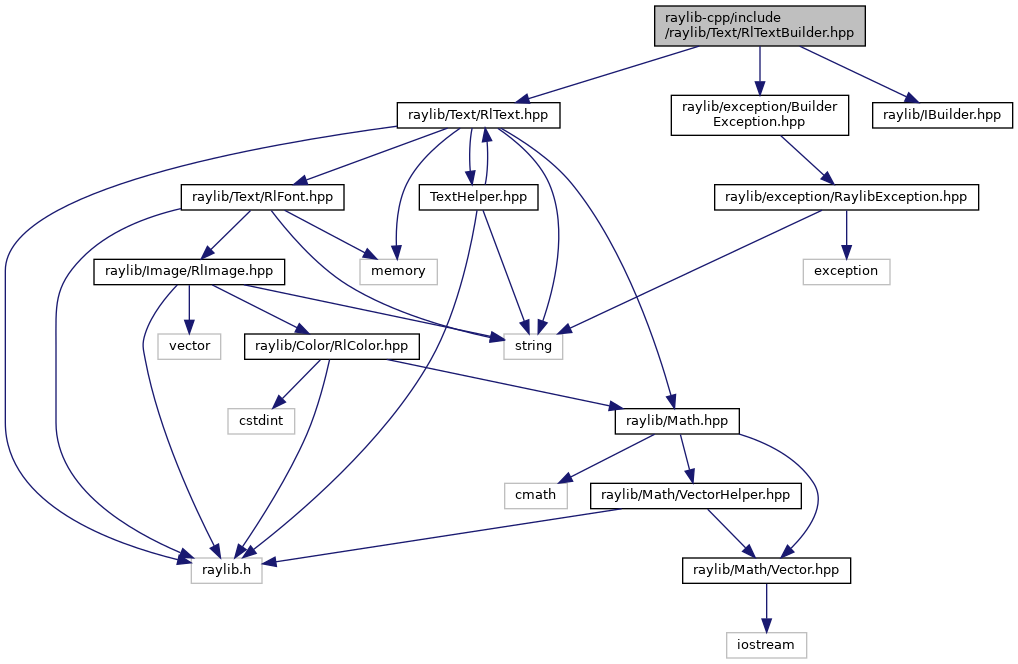 raylib-cpp/include
/raylib/Text/RlTextBuilder.hpp
raylib/Text/RlText.hpp
raylib/exception/Builder
Exception.hpp
raylib/IBuilder.hpp
raylib/Text/RlFont.hpp
TextHelper.hpp
raylib/exception/RaylibException.hpp
raylib/Image/RlImage.hpp
memory
exception
vector
raylib/Color/RlColor.hpp
string
cstdint
raylib/Math.hpp
cmath
raylib/Math/VectorHelper.hpp
raylib.h
raylib/Math/Vector.hpp
iostream